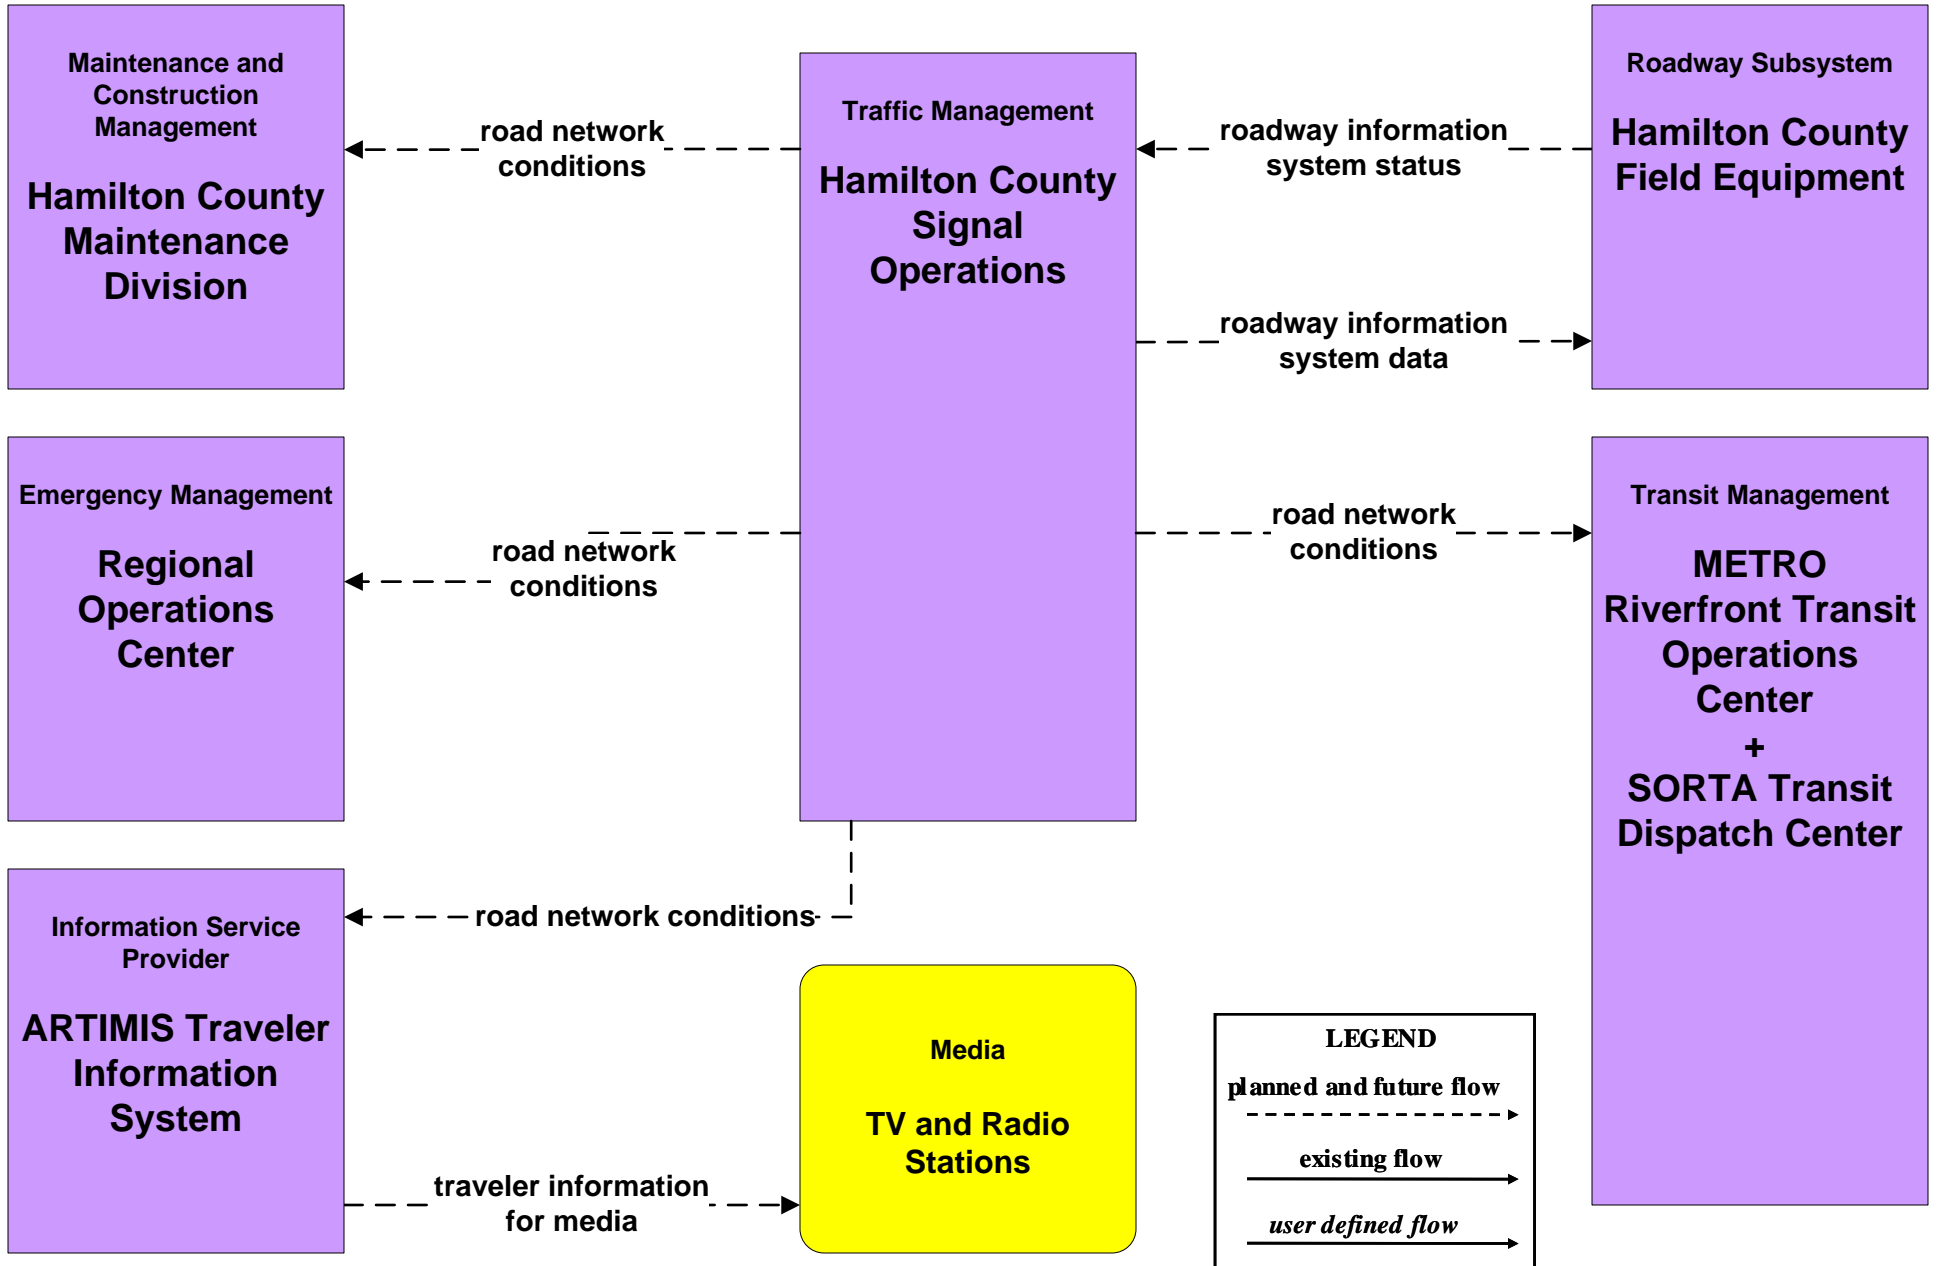 Maintenance and
Construction
Management
Hamilton County
Maintenance
Division
road network
conditions
Traffic Management
Hamilton County
Signal
Operations
roadway information
system status
Roadway Subsystem
Hamilton County
Field Equipment
roadway information
system data
Emergency Management
Regional
Operations
Center
road network
conditions
road network
conditions
Transit Management
METRO
Riverfront Transit
Operations
Center
+
SORTA Transit
Dispatch Center
Information Service
Provider
ARTIMIS Traveler
Information
System
road network conditions
traveler information
for media
Media
TV and Radio
Stations
LEGEND
planned and future flow
existing flow
user defined flow